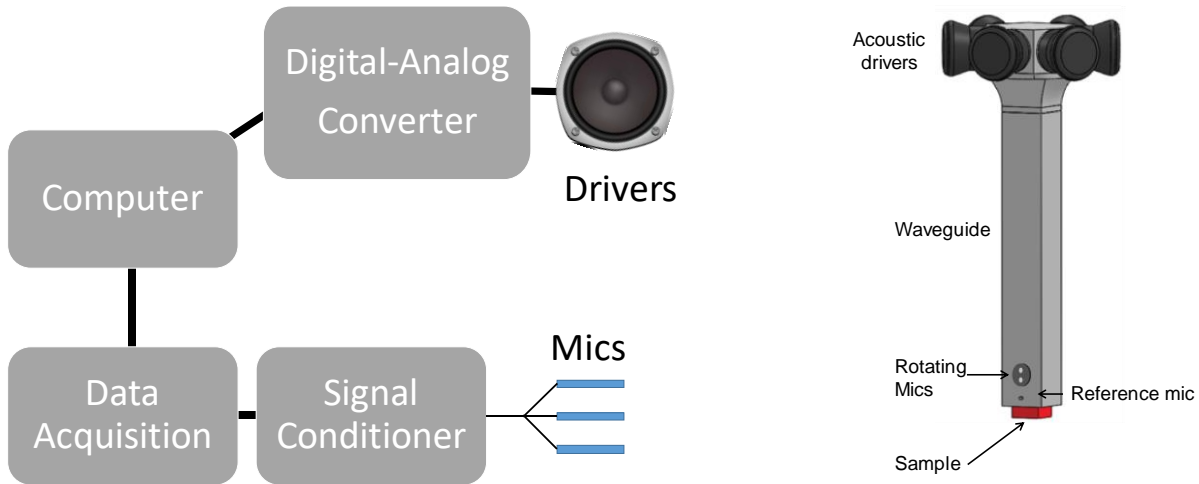 Digital-Analog
Converter
Drivers
Computer
Data
Acquisition
Signal
Conditioner
Mics
Acoustic
drivers
Waveguide
Rotating
Mics
Reference mic
Sample